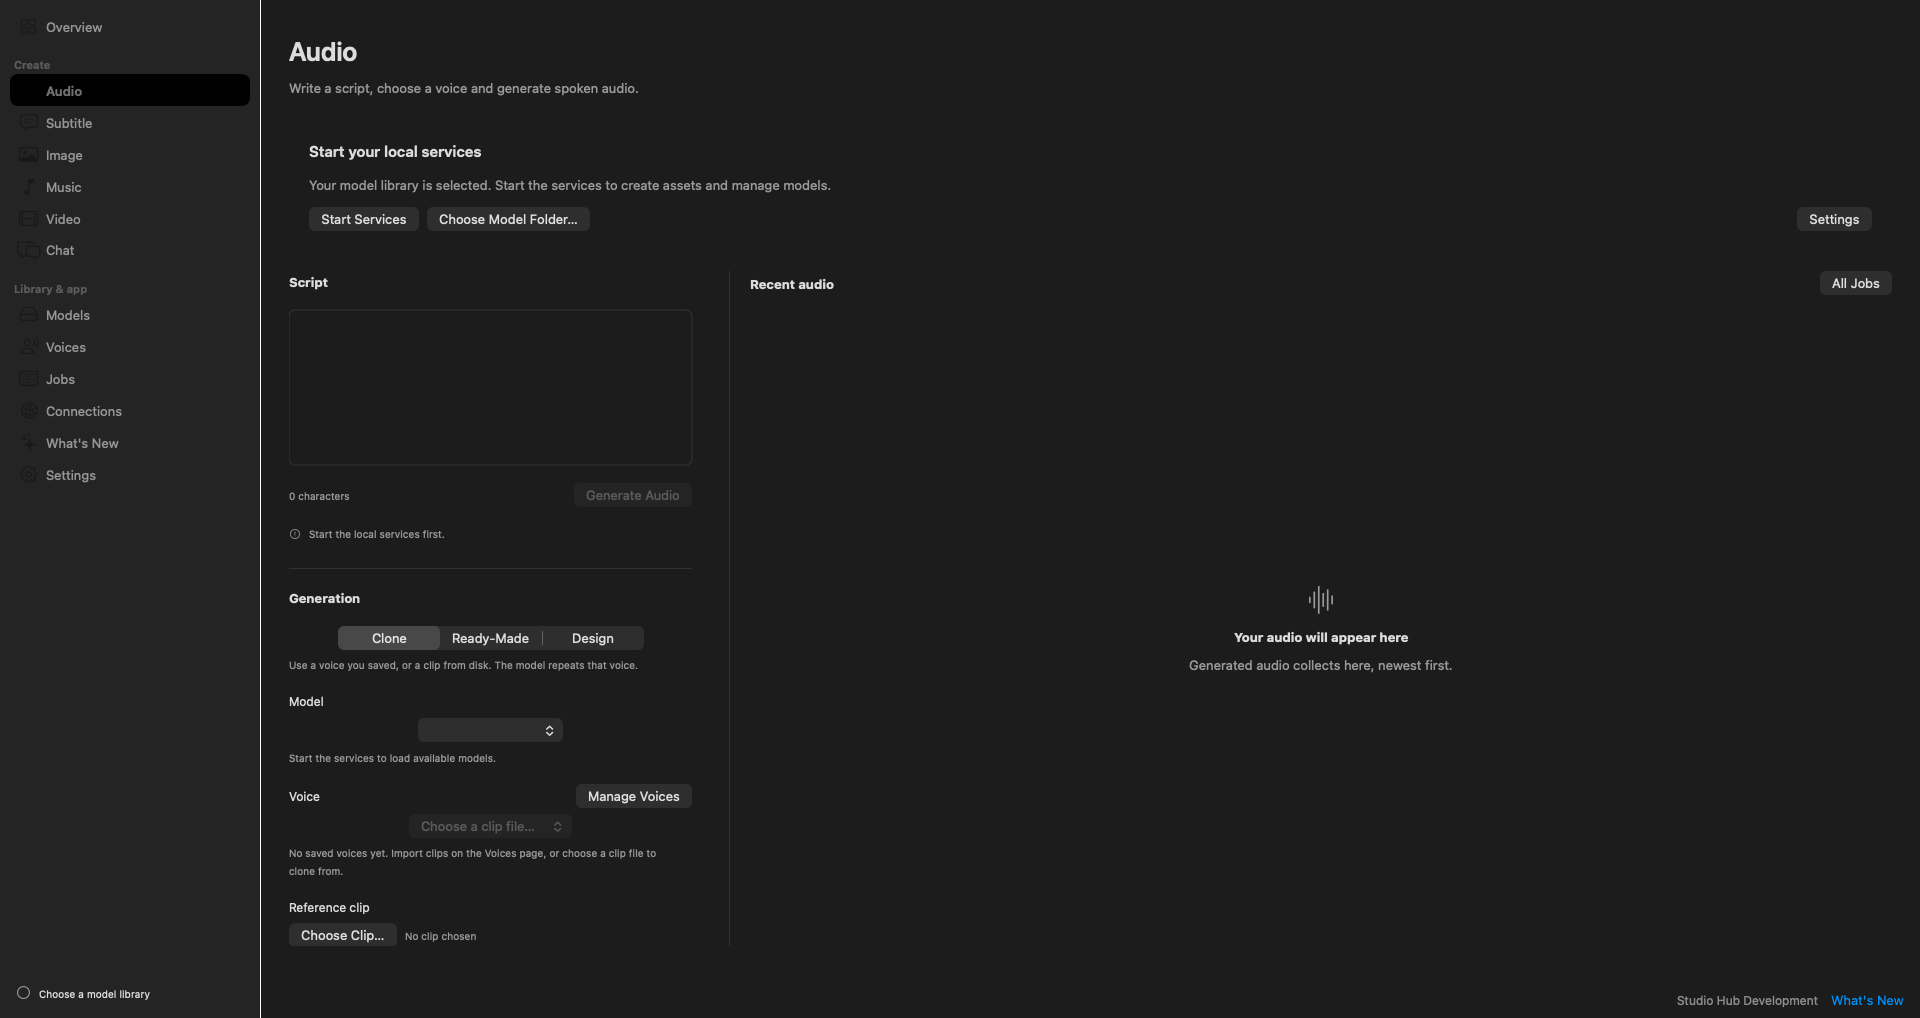 Overview
Create
Audio
Subtitle
Image
Music
Video
Chat
Library & app
Models
Voices
Jobs
Connections
What's New
Settings
Choose a model library
Audio
Write a script, choose a voice and generate spoken audio.
Start your local services
Your model library is selected. Start the services to create assets and manage models.
Start Services
Choose Model Folder...
Settings
Script
0 characters
Generate Audio
Start the local services first.
Generation
Clone
Ready-Made
Design
Use a voice you saved, or a clip from disk. The model repeats that voice.
Model
Start the services to load available models.
Voice
Manage Voices
Choose a clip file...
No saved voices yet. Import clips on the Voices page, or choose a clip file to
clone from.
Reference clip
Choose Clip...
No clip chosen
Recent audio
All Jobs
Your audio will appear here
Generated audio collects here, newest first.
Studio Hub Development
What's New